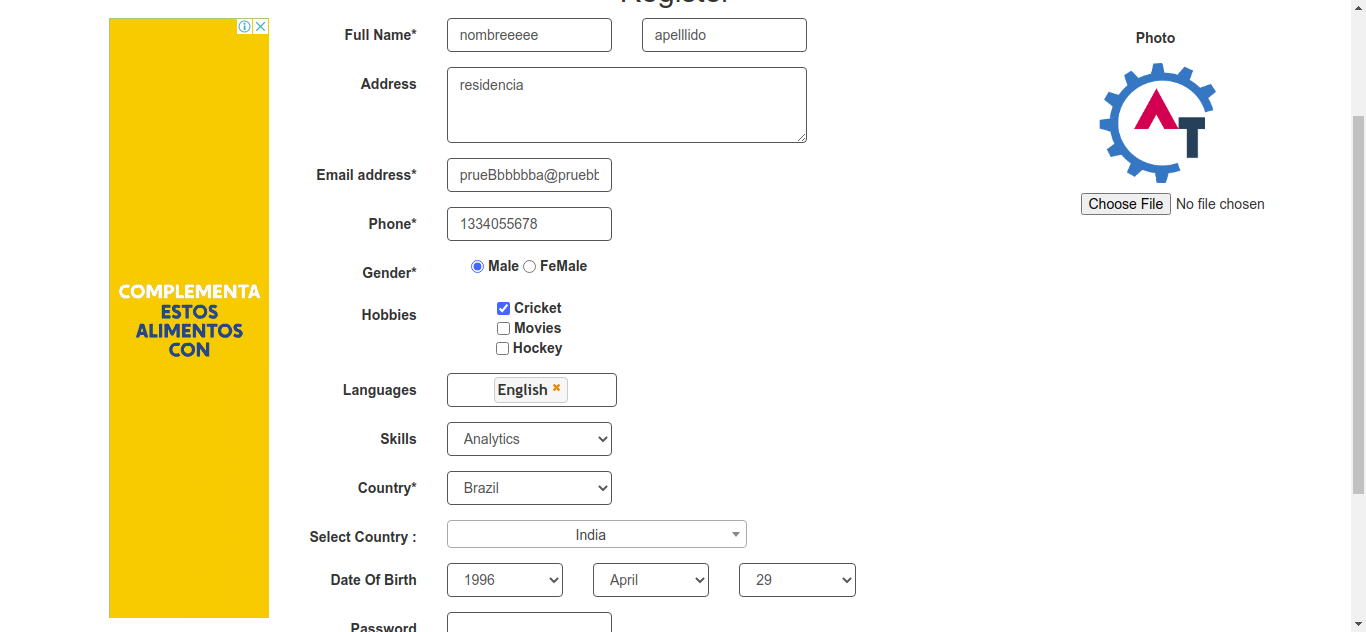 Register
Full Name* nombreeeee apelllido
Photo
Address residencia
AT
Email address* prueBbbbbba@pruebb
Choose File No file chosen
Phone* 1334055678
Gender* Male FeMale
Hobbies Cricket
Movies
Hockey
COMPLEMENTA
ESTOS
ALIMENTOS
CON
Languages English
Skills Analytics
Country* Brazil
Select Country : India
Date Of Birth 1996 April 29
Password